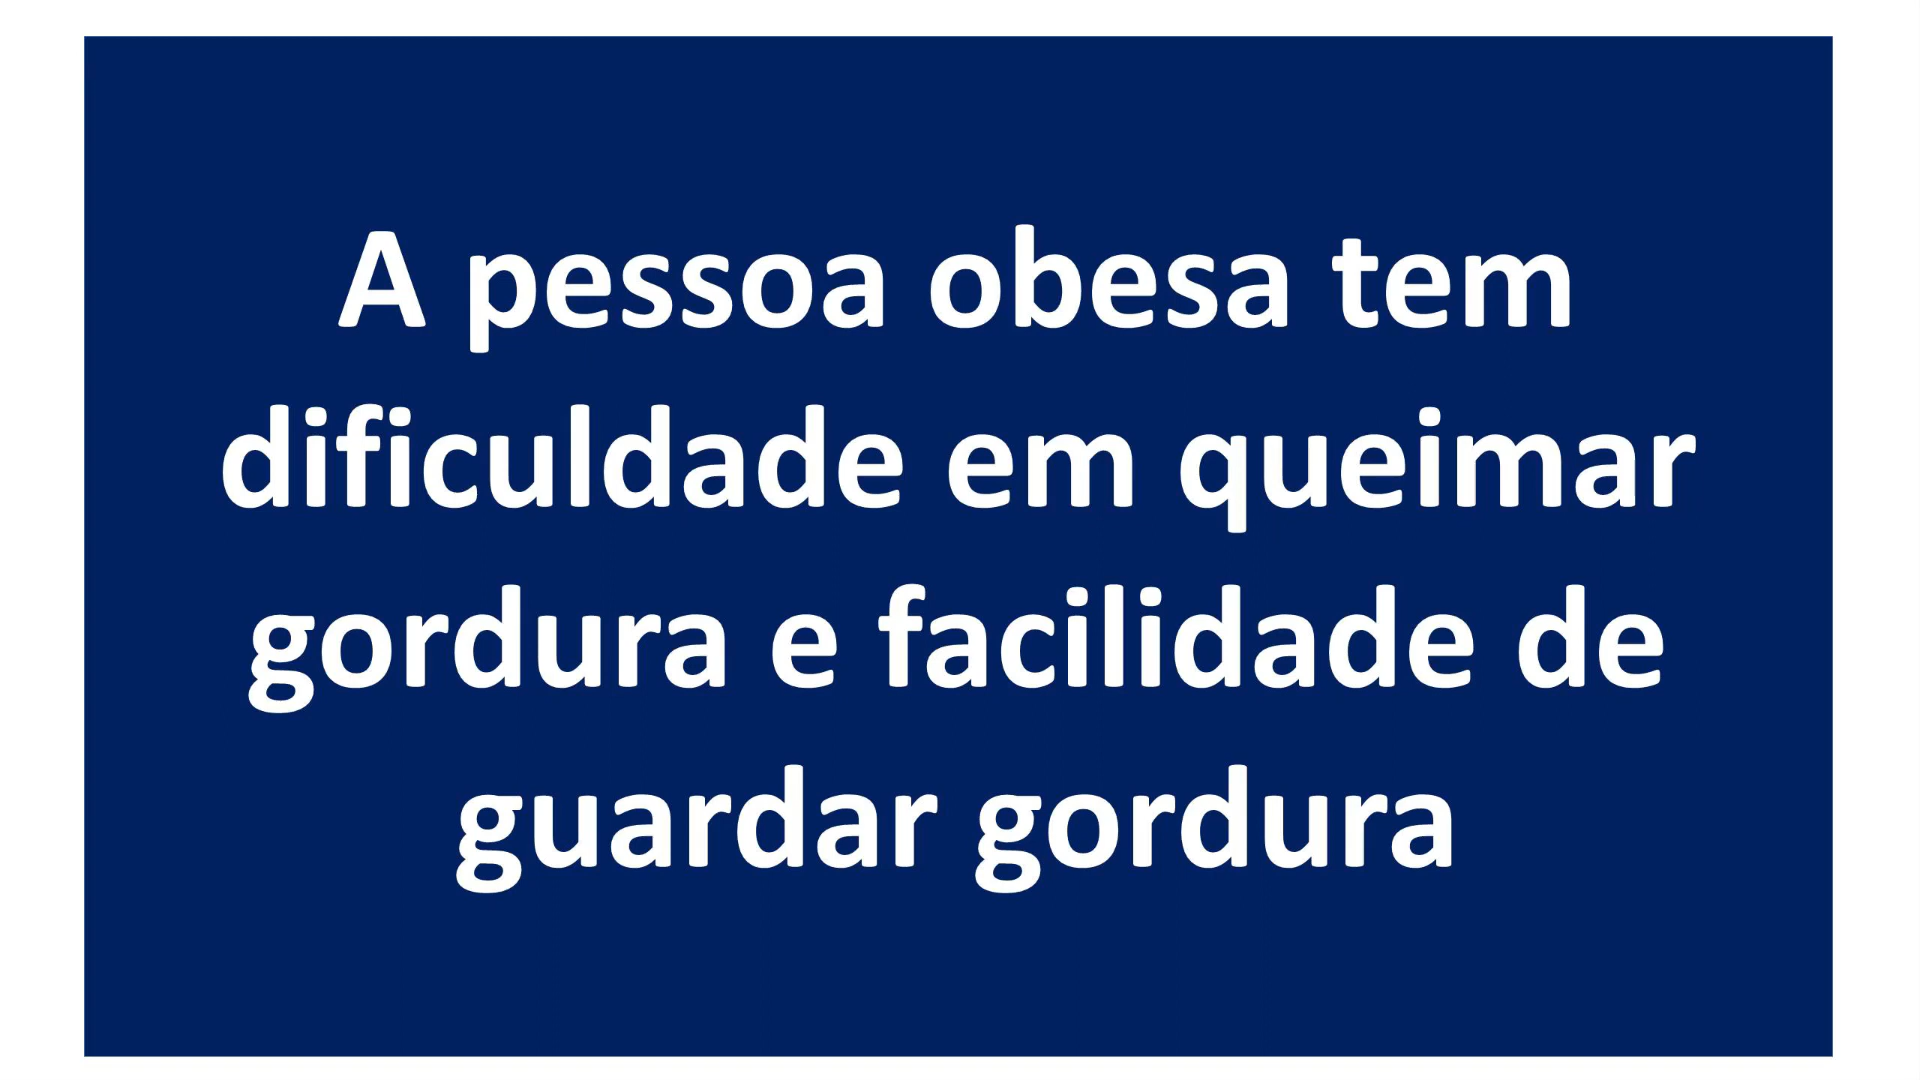 A pessoa obesa tem
dificuldade em queimar
gordura e facilidade de
guardar gordura